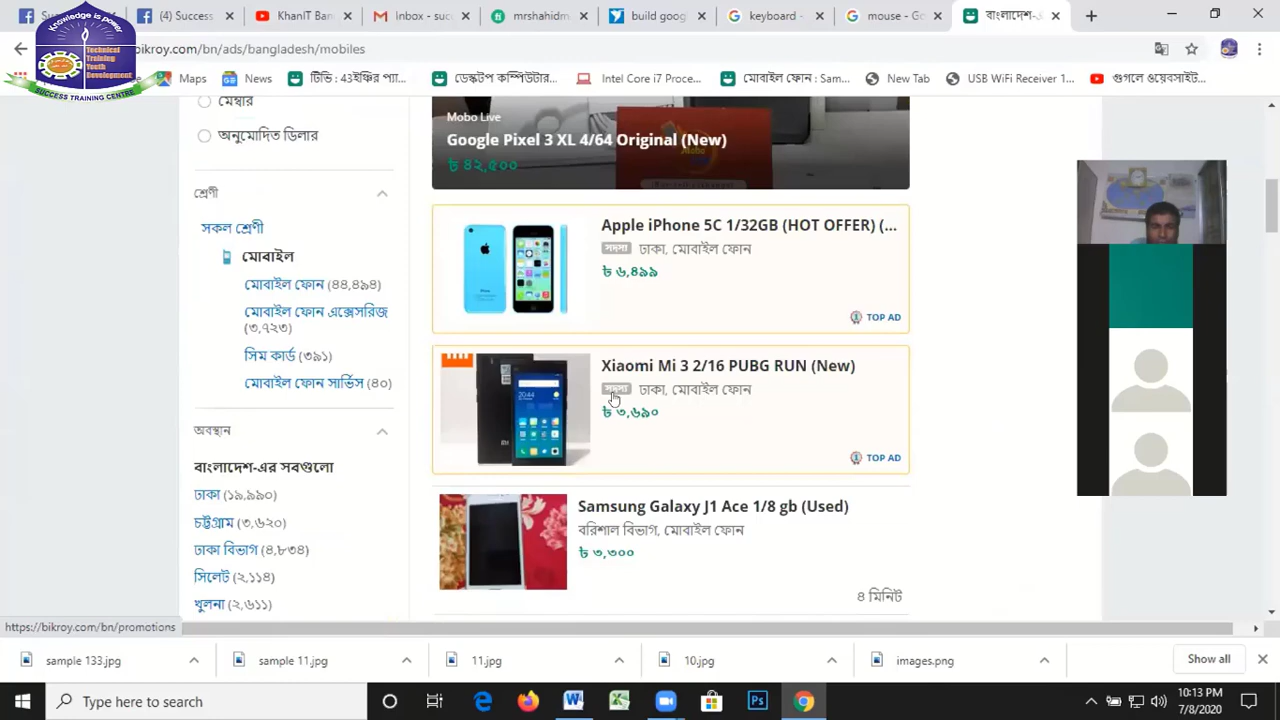 (4) Success
KhanIT Ban
Inbox - suc
mrshahidm
build goog
keyboard
mouse - Go
বাংলাদেশ-এ
Knowledge is power
Technical
Training
Youth
Development
SUCCESS TRAINING CENTRE
bikroy.com/bn/ads/bangladesh/mobiles
Maps
News
টিভি : 43ইঞ্চির প্যা...
ডেস্কটপ কম্পিউটার...
Intel Core i7 Proce...
মোবাইল ফোন : Sam...
New Tab
USB WiFi Receiver 1...
গুগলে ওয়েবসাইট...
মেম্বার
অনুমোদিত ডিলার
শ্রেণী
সকল শ্রেণী
মোবাইল
মোবাইল ফোন (৪৪,৪৯৪)
মোবাইল ফোন এক্সেসরিজ
(৩,৭২৩)
সিম কার্ড (৩৯১)
মোবাইল ফোন সার্ভিস (৪০)
অবস্থান
বাংলাদেশ-এর সবগুলো
ঢাকা (১৯,৯৯০)
চট্টগ্রাম (৩,৬২০)
ঢাকা বিভাগ (৪,৮৩৪)
সিলেট (২,১১৪)
খুলনা (২,৬১১)
Mobo Live
Google Pixel 3 XL 4/64 Original (New)
৳ ৪২,৫০০
Apple iPhone 5C 1/32GB (HOT OFFER) (...
সদস্য ঢাকা, মোবাইল ফোন
৳ ৬,৪৯৯
TOP AD
Xiaomi Mi 3 2/16 PUBG RUN (New)
সদস্য ঢাকা, মোবাইল ফোন
৳ ৩,৬৯০
TOP AD
Samsung Galaxy J1 Ace 1/8 gb (Used)
বরিশাল বিভাগ, মোবাইল ফোন
৳ ৩,৩০০
৪ মিনিট
https://bikroy.com/bn/promotions
sample 133.jpg
sample 11.jpg
11.jpg
10.jpg
images.png
Show all
Type here to search
10:13 PM
7/8/2020